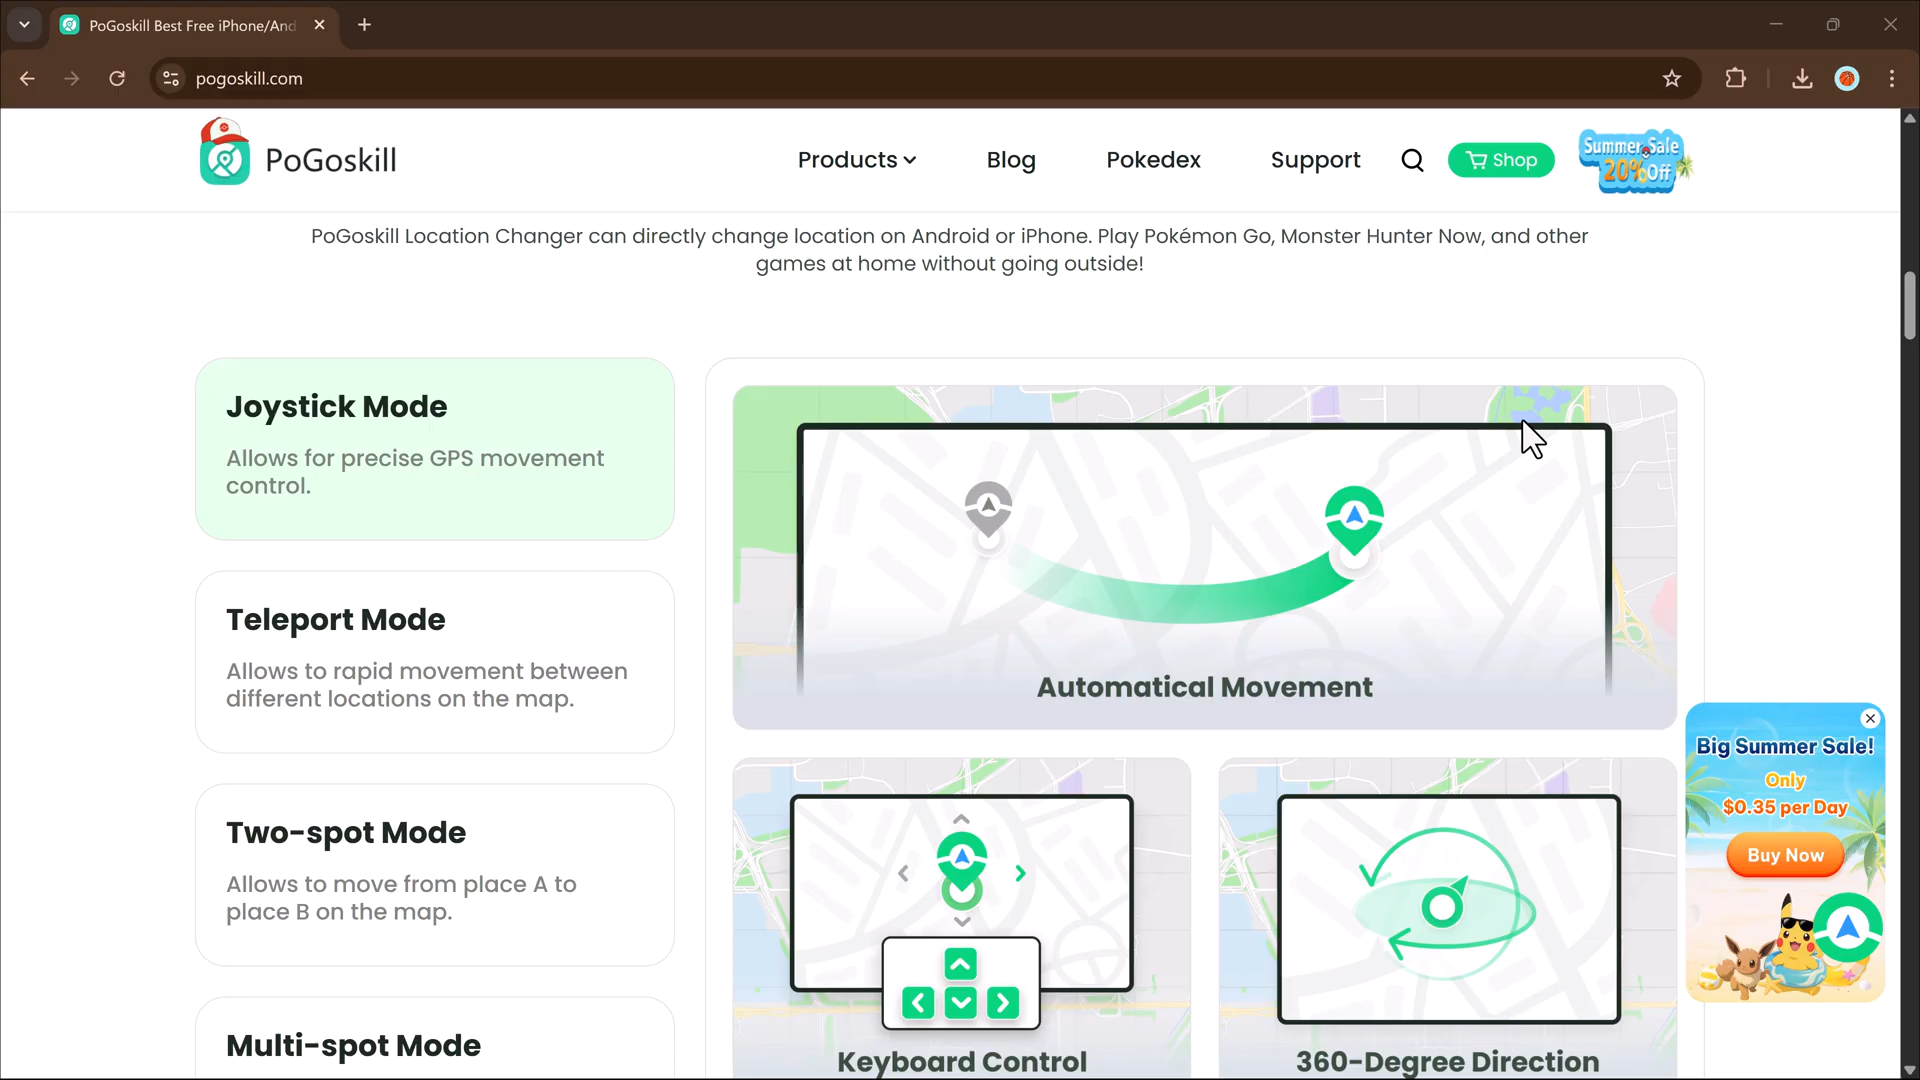 PoGoskill Best Free iPhone/And
pogoskill.com
PoGoskill
Products
Blog
Pokedex
Support
Shop
Summer Sale
20% Off
PoGoskill Location Changer can directly change location on Android or iPhone. Play Pokémon Go, Monster Hunter Now, and other
games at home without going outside!
Joystick Mode
Allows for precise GPS movement
control.
Teleport Mode
Allows to rapid movement between
different locations on the map.
Two-spot Mode
Allows to move from place A to
place B on the map.
Multi-spot Mode
Automatical Movement
Keyboard Control
360-Degree Direction
Big Summer Sale!
Only
$0.35 per Day
Buy Now